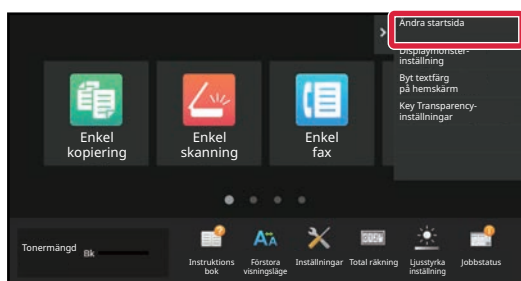 Ändra startsida
Displaymönster-
inställning
Byt textfärg
på hemskärm
Key Transparency-
inställningar
Enkel
kopiering
Enkel
skanning
Enkel
fax
Tonermängd
Bk
Instruktions
bok
Förstora
visningsläge
Inställningar
Total räkning
Ljusstyrka
inställning
Jobbstatus